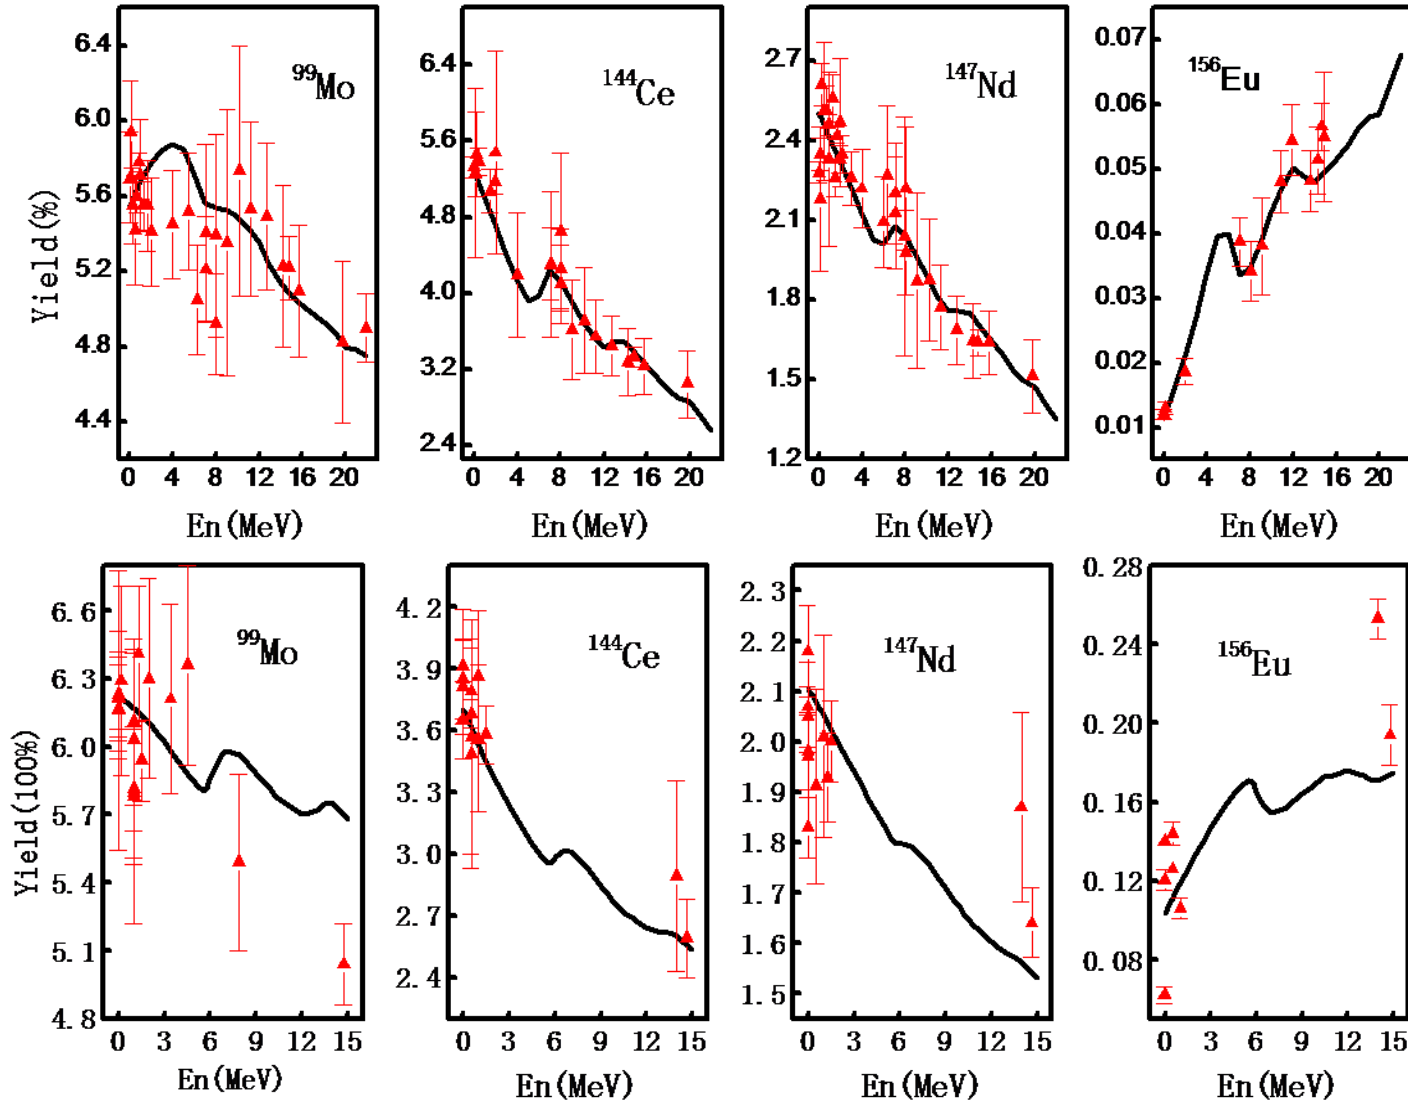 Yield(%)
6.4
6.0
5.6
5.2
4.8
4.4
⁹⁹Mo
0 4 8 12 16 20
En(MeV)
6.4
5.6
4.8
4.0
3.2
2.4
¹⁴⁴Ce
0 4 8 12 16 20
En(MeV)
2.7
2.4
2.1
1.8
1.5
1.2
¹⁴⁷Nd
0 4 8 12 16 20
En(MeV)
0.07
0.06
0.05
0.04
0.03
0.02
0.01
¹⁵⁶Eu
0 4 8 12 16 20
En(MeV)
Yield(100%)
6.6
6.3
6.0
5.7
5.4
5.1
4.8
⁹⁹Mo
0 3 6 9 12 15
En(MeV)
4.2
3.9
3.6
3.3
3.0
2.7
2.4
¹⁴⁴Ce
0 3 6 9 12 15
En(MeV)
2.3
2.2
2.1
2.0
1.9
1.8
1.7
1.6
1.5
¹⁴⁷Nd
0 3 6 9 12 15
En(MeV)
0.28
0.24
0.20
0.16
0.12
0.08
¹⁵⁶Eu
0 3 6 9 12 15
En(MeV)